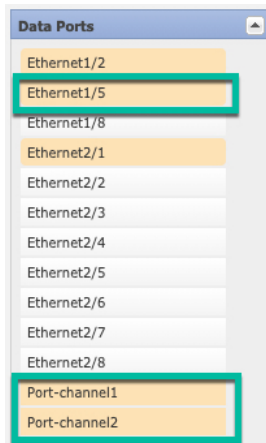 Data Ports
Ethernet1/2
Ethernet1/5
Ethernet1/8
Ethernet2/1
Ethernet2/2
Ethernet2/3
Ethernet2/4
Ethernet2/5
Ethernet2/6
Ethernet2/7
Ethernet2/8
Port-channel1
Port-channel2